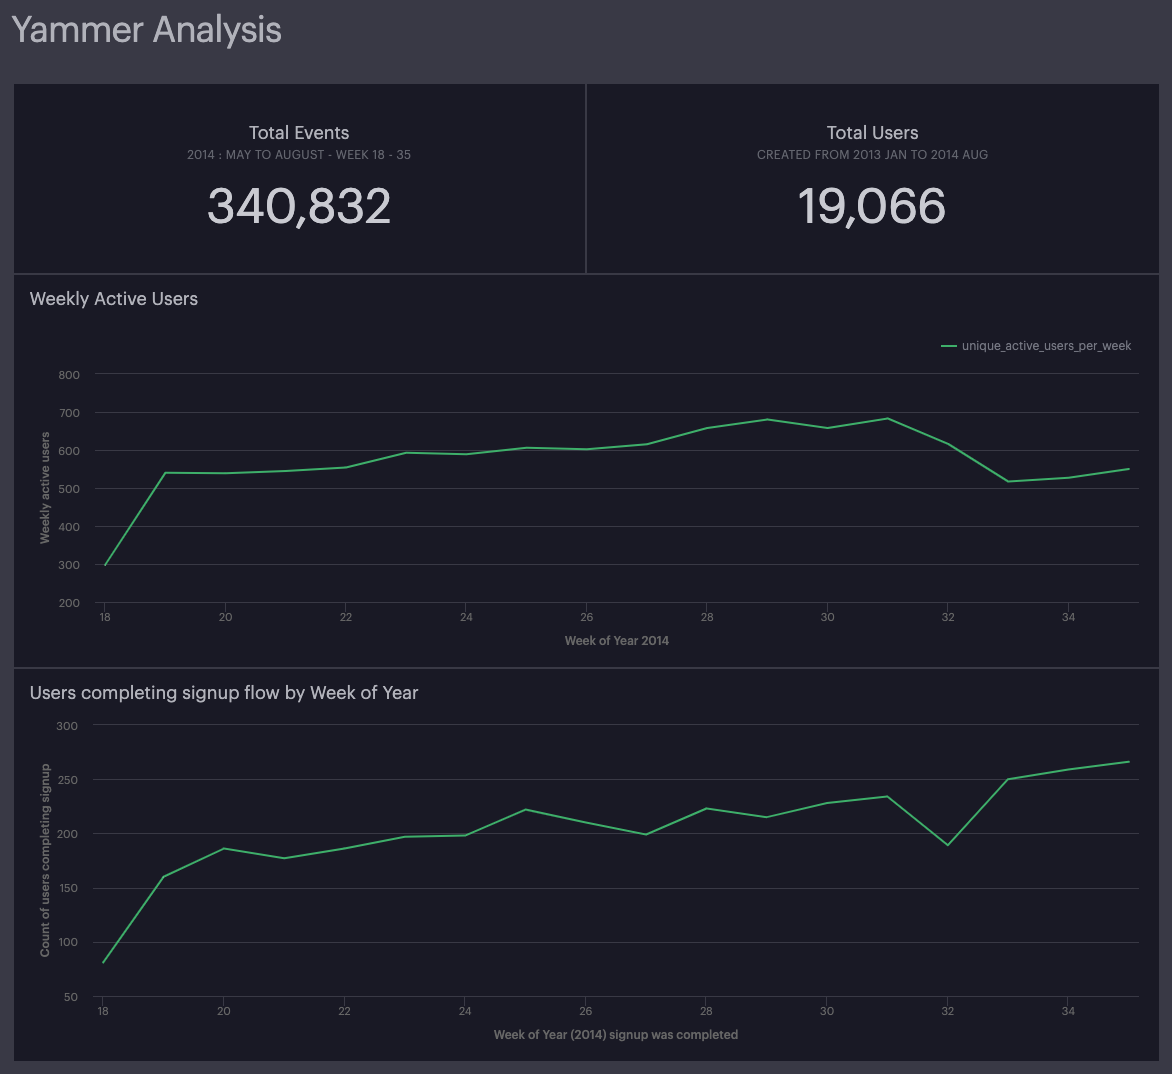 Yammer Analysis
Total Events
2014 : MAY TO AUGUST - WEEK 18 - 35
340,832
Total Users
CREATED FROM 2013 JAN TO 2014 AUG
19,066
Weekly Active Users
unique_active_users_per_week
Weekly active users
800
700
600
500
400
300
200
18 20 22 24 26 28 30 32 34
Week of Year 2014
Users completing signup flow by Week of Year
Count of users completing signup
300
250
200
150
100
50
18 20 22 24 26 28 30 32 34
Week of Year (2014) signup was completed